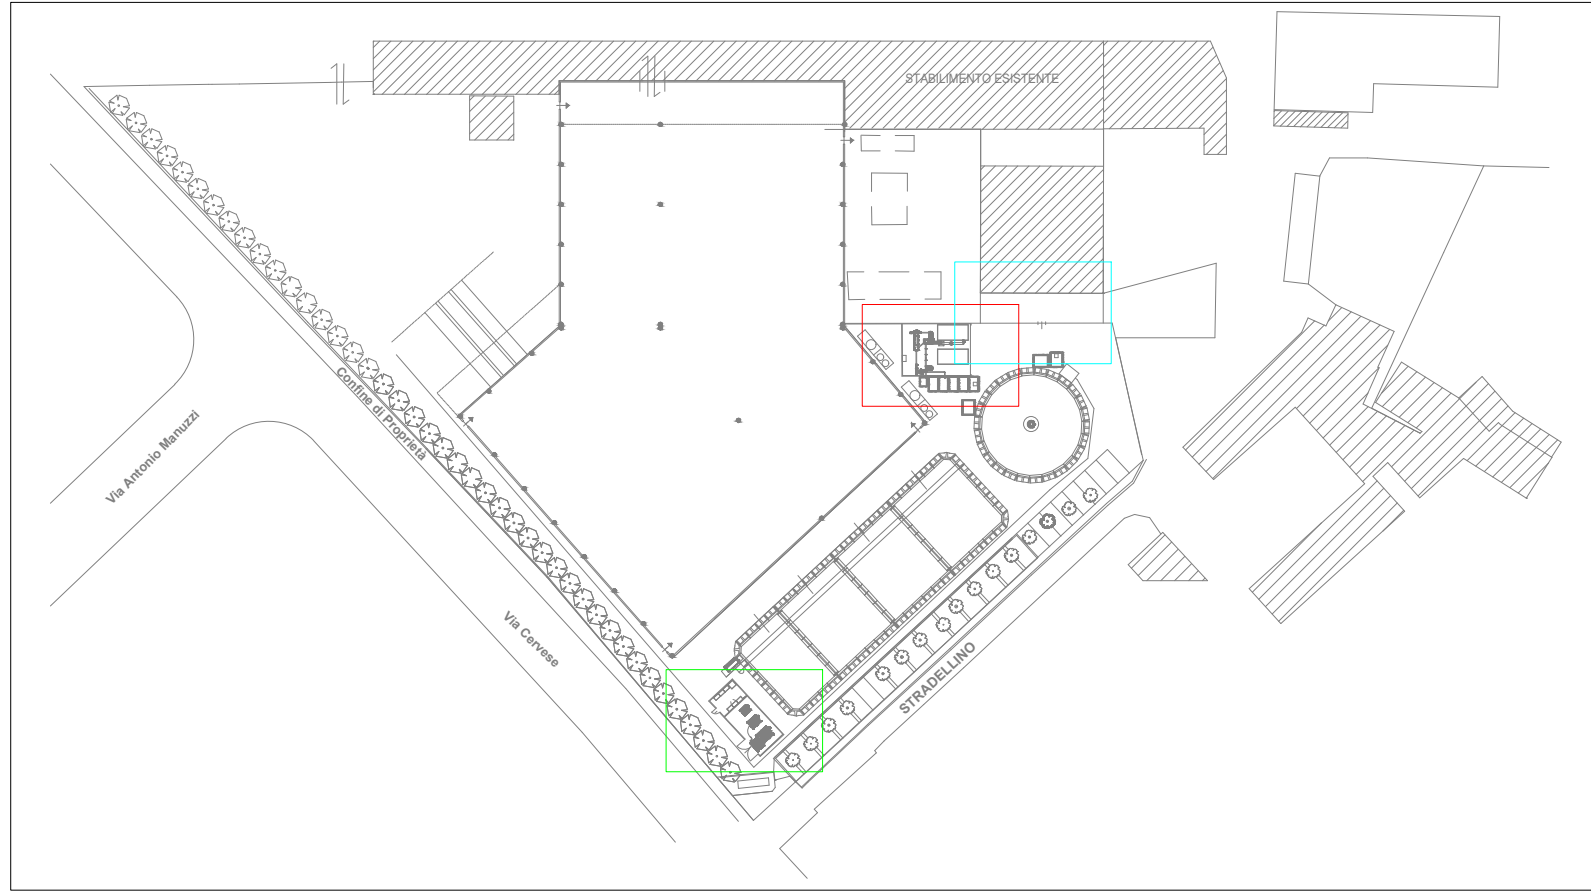 STABILIMENTO ESISTENTE
Confine di Proprietà
Via Antonio Manuzzi
Via Cervese
STRADELLINO